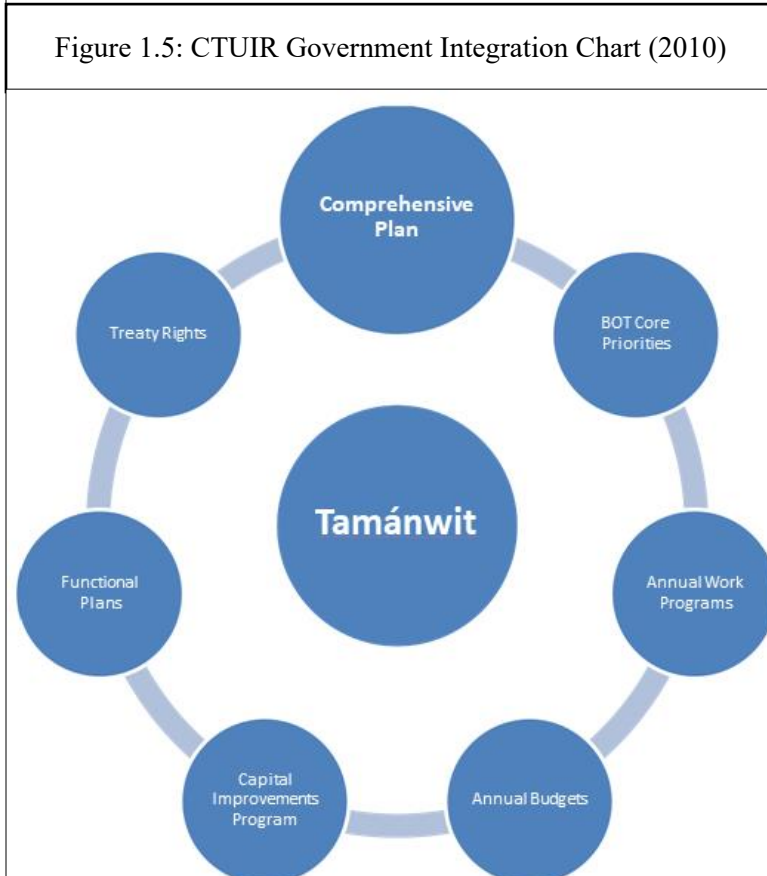 Figure 1.5: CTUIR Government Integration Chart (2010)
Comprehensive
Plan
Treaty Rights
BOT Core
Priorities
Tamánwit
Functional
Plans
Annual Work
Programs
Capital
Improvements
Program
Annual Budgets